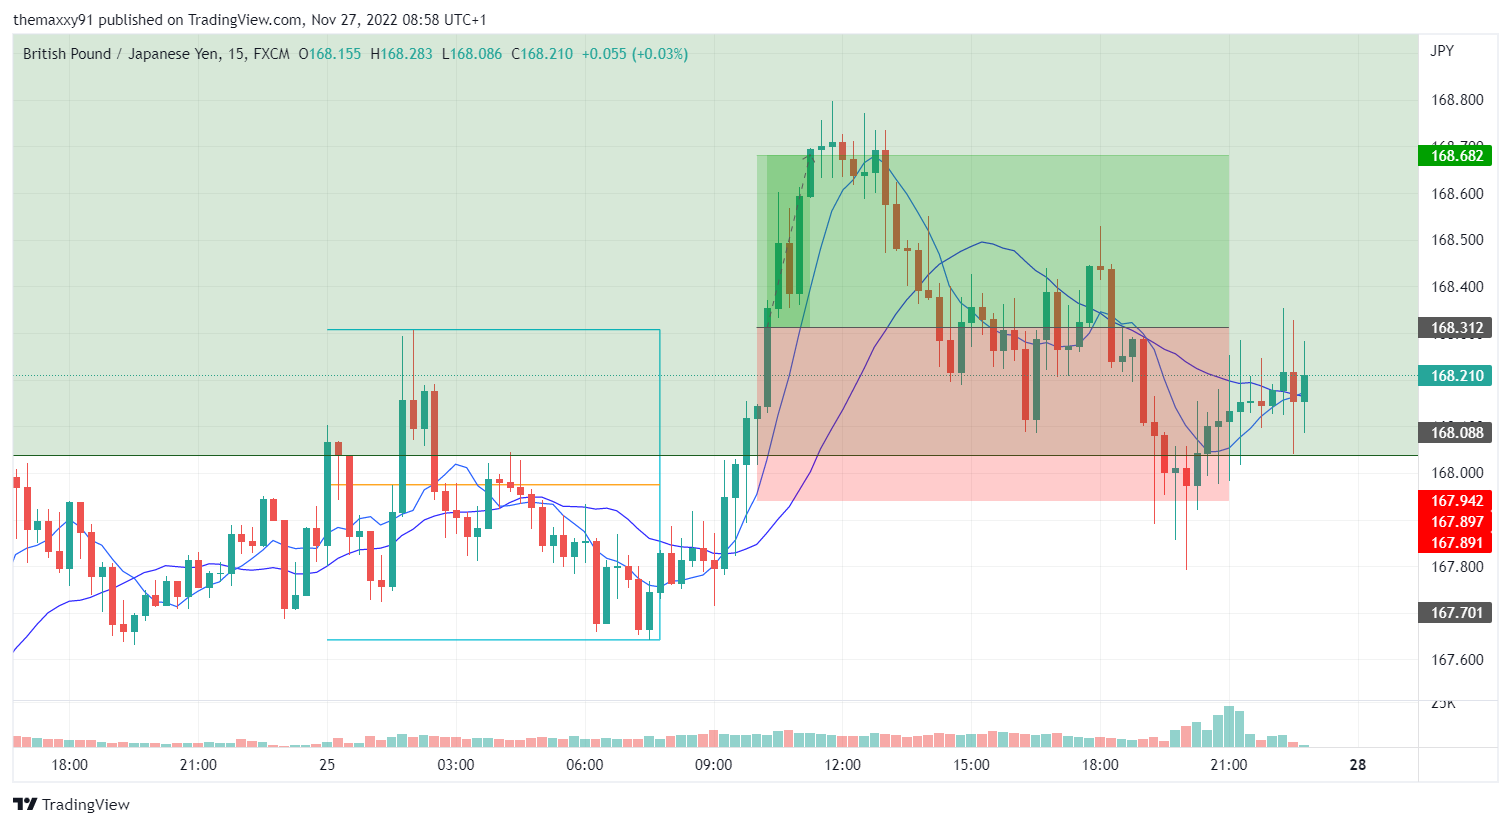 themaxxy91 published on TradingView.com, Nov 27, 2022 08:58 UTC+1
British Pound / Japanese Yen, 15, FXCM O168.155 H168.283 L168.086 C168.210 +0.055 (+0.03%)
JPY
168.800
168.682
168.600
168.500
168.400
168.312
168.210
168.088
168.000
167.942
167.897
167.891
167.800
167.701
167.600
25K
18:00 21:00 25 03:00 06:00 09:00 12:00 15:00 18:00 21:00 28
TradingView